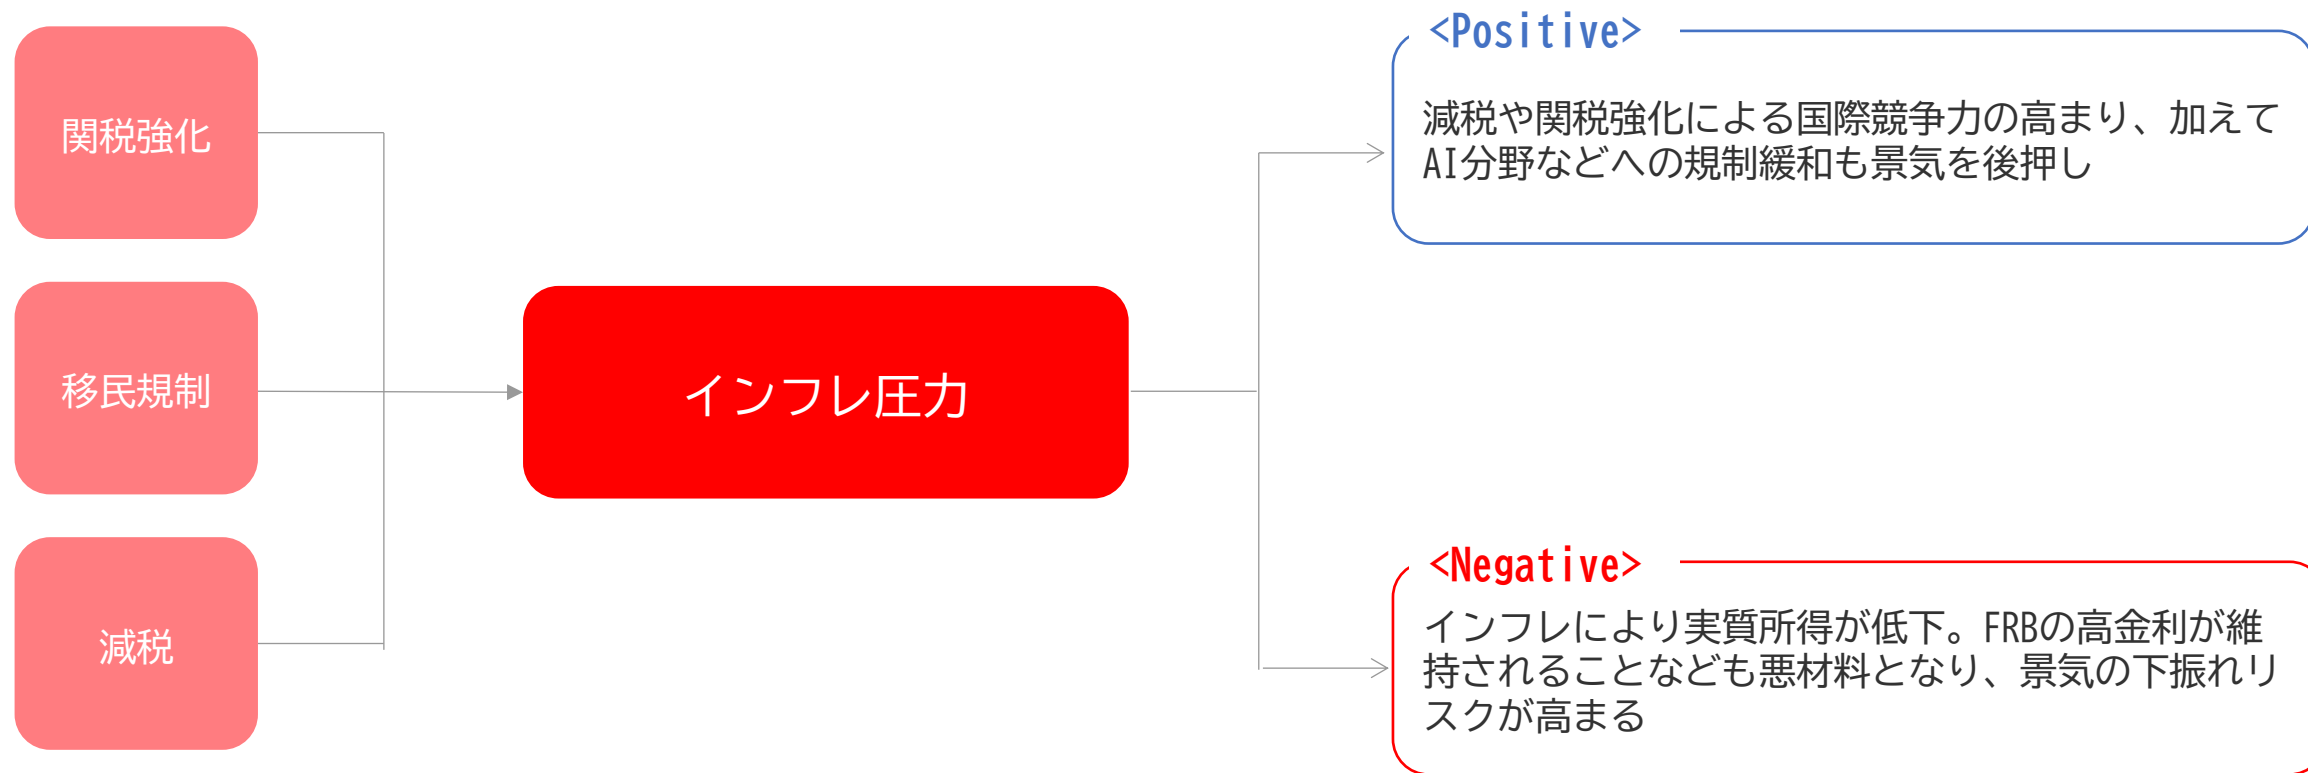 関税強化
移民規制
減税
インフレ圧力
<Positive>
減税や関税強化による国際競争力の高まり、加えて
AI分野などへの規制緩和も景気を後押し
<Negative>
インフレにより実質所得が低下。FRBの高金利が維
持されることなども悪材料となり、景気の下振れリ
スクが高まる